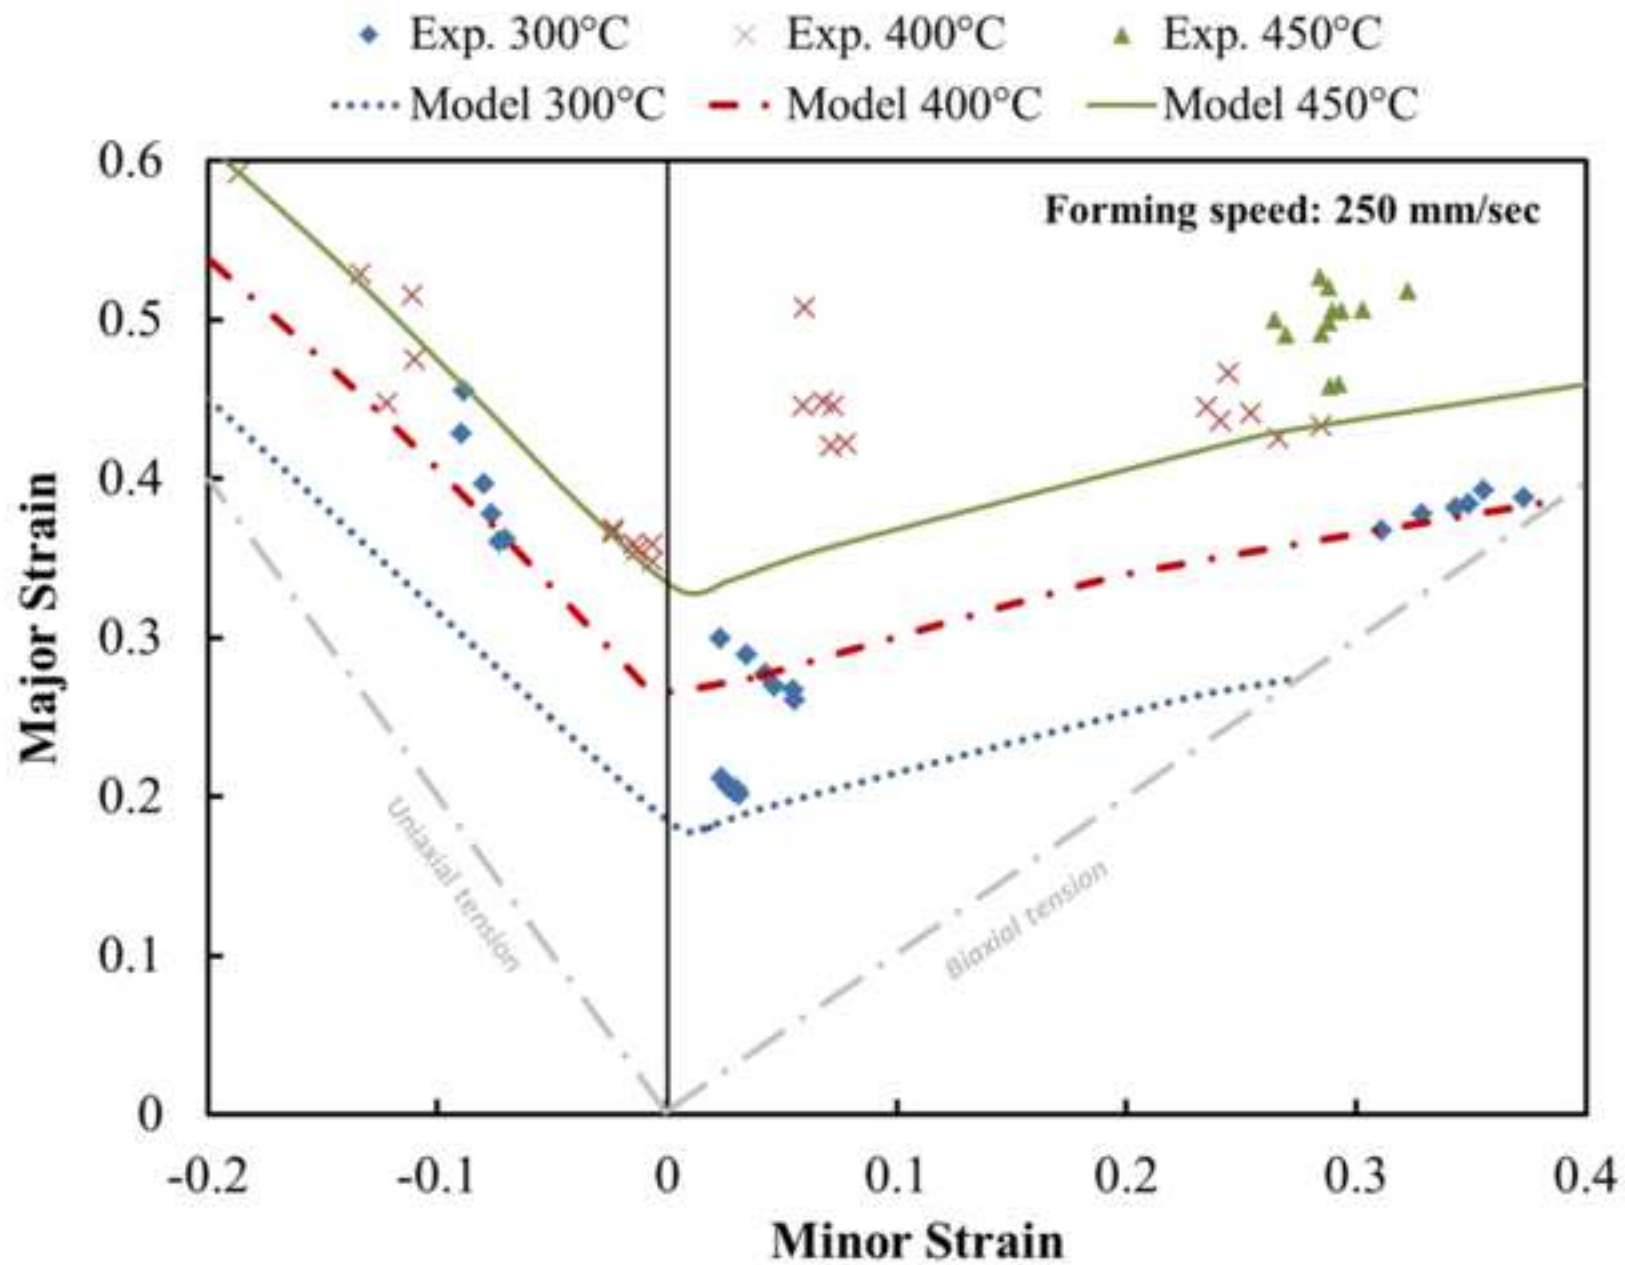 Exp. 300°C Exp. 400°C Exp. 450°C
Model 300°C Model 400°C Model 450°C
Forming speed: 250 mm/sec
0.6
0.5
0.4
0.3
0.2
0.1
0
Major Strain
Uniaxial tension
Biaxial tension
-0.2 -0.1 0 0.1 0.2 0.3 0.4
Minor Strain